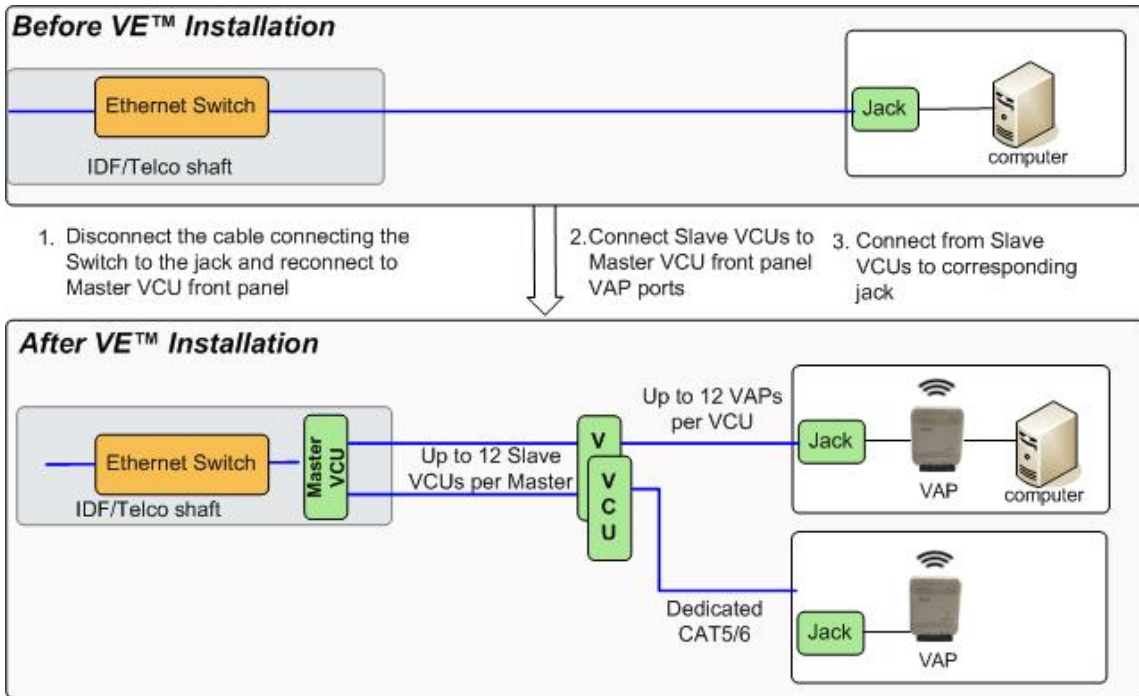 Before VE™ Installation
Ethernet Switch
IDF/Telco shaft
Jack
computer
1. Disconnect the cable connecting the
Switch to the jack and reconnect to
Master VCU front panel
2. Connect Slave VCUs to
Master VCU front panel
VAP ports
3. Connect from Slave
VCUs to corresponding
jack
After VE™ Installation
Ethernet Switch
IDF/Telco shaft
Master
VCU
Up to 12 Slave
VCUs per Master
V
V
C
U
Up to 12 VAPs
per VCU
Jack
VAP
computer
Dedicated
CAT5/6
Jack
VAP